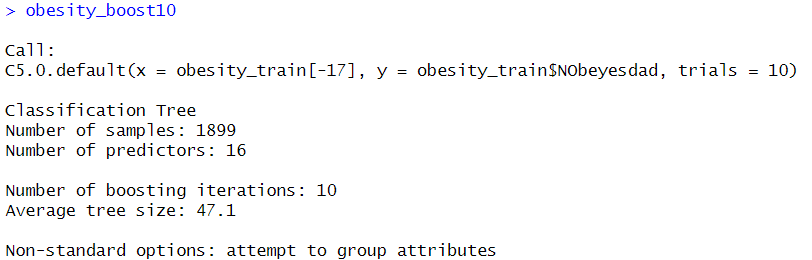 > obesity_boost10
Call:
C5.0.default(x = obesity_train[-17], y = obesity_train$NObeyesdad, trials = 10)
Classification Tree
Number of samples: 1899
Number of predictors: 16
Number of boosting iterations: 10
Average tree size: 47.1
Non-standard options: attempt to group attributes